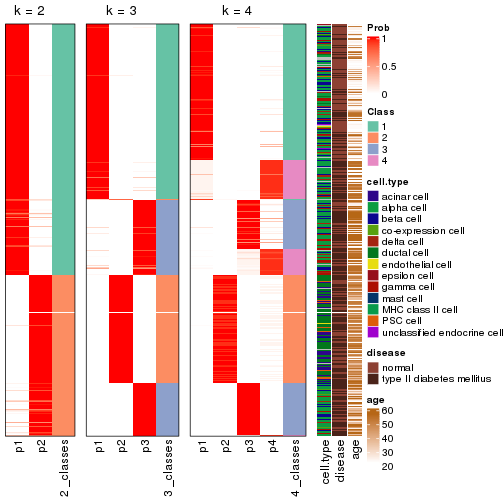 k = 2
k = 3
k = 4
p1
p2
2_classes
p1
p2
p3
3_classes
p1
p2
p3
p4
4_classes
cell.type
disease
age
Prob
1
0.5
0
Class
1
2
3
4
cell.type
acinar cell
alpha cell
beta cell
co-expression cell
delta cell
ductal cell
endothelial cell
epsilon cell
gamma cell
mast cell
MHC class II cell
PSC cell
unclassified endocrine cell
disease
normal
type II diabetes mellitus
age
60
50
40
30
20